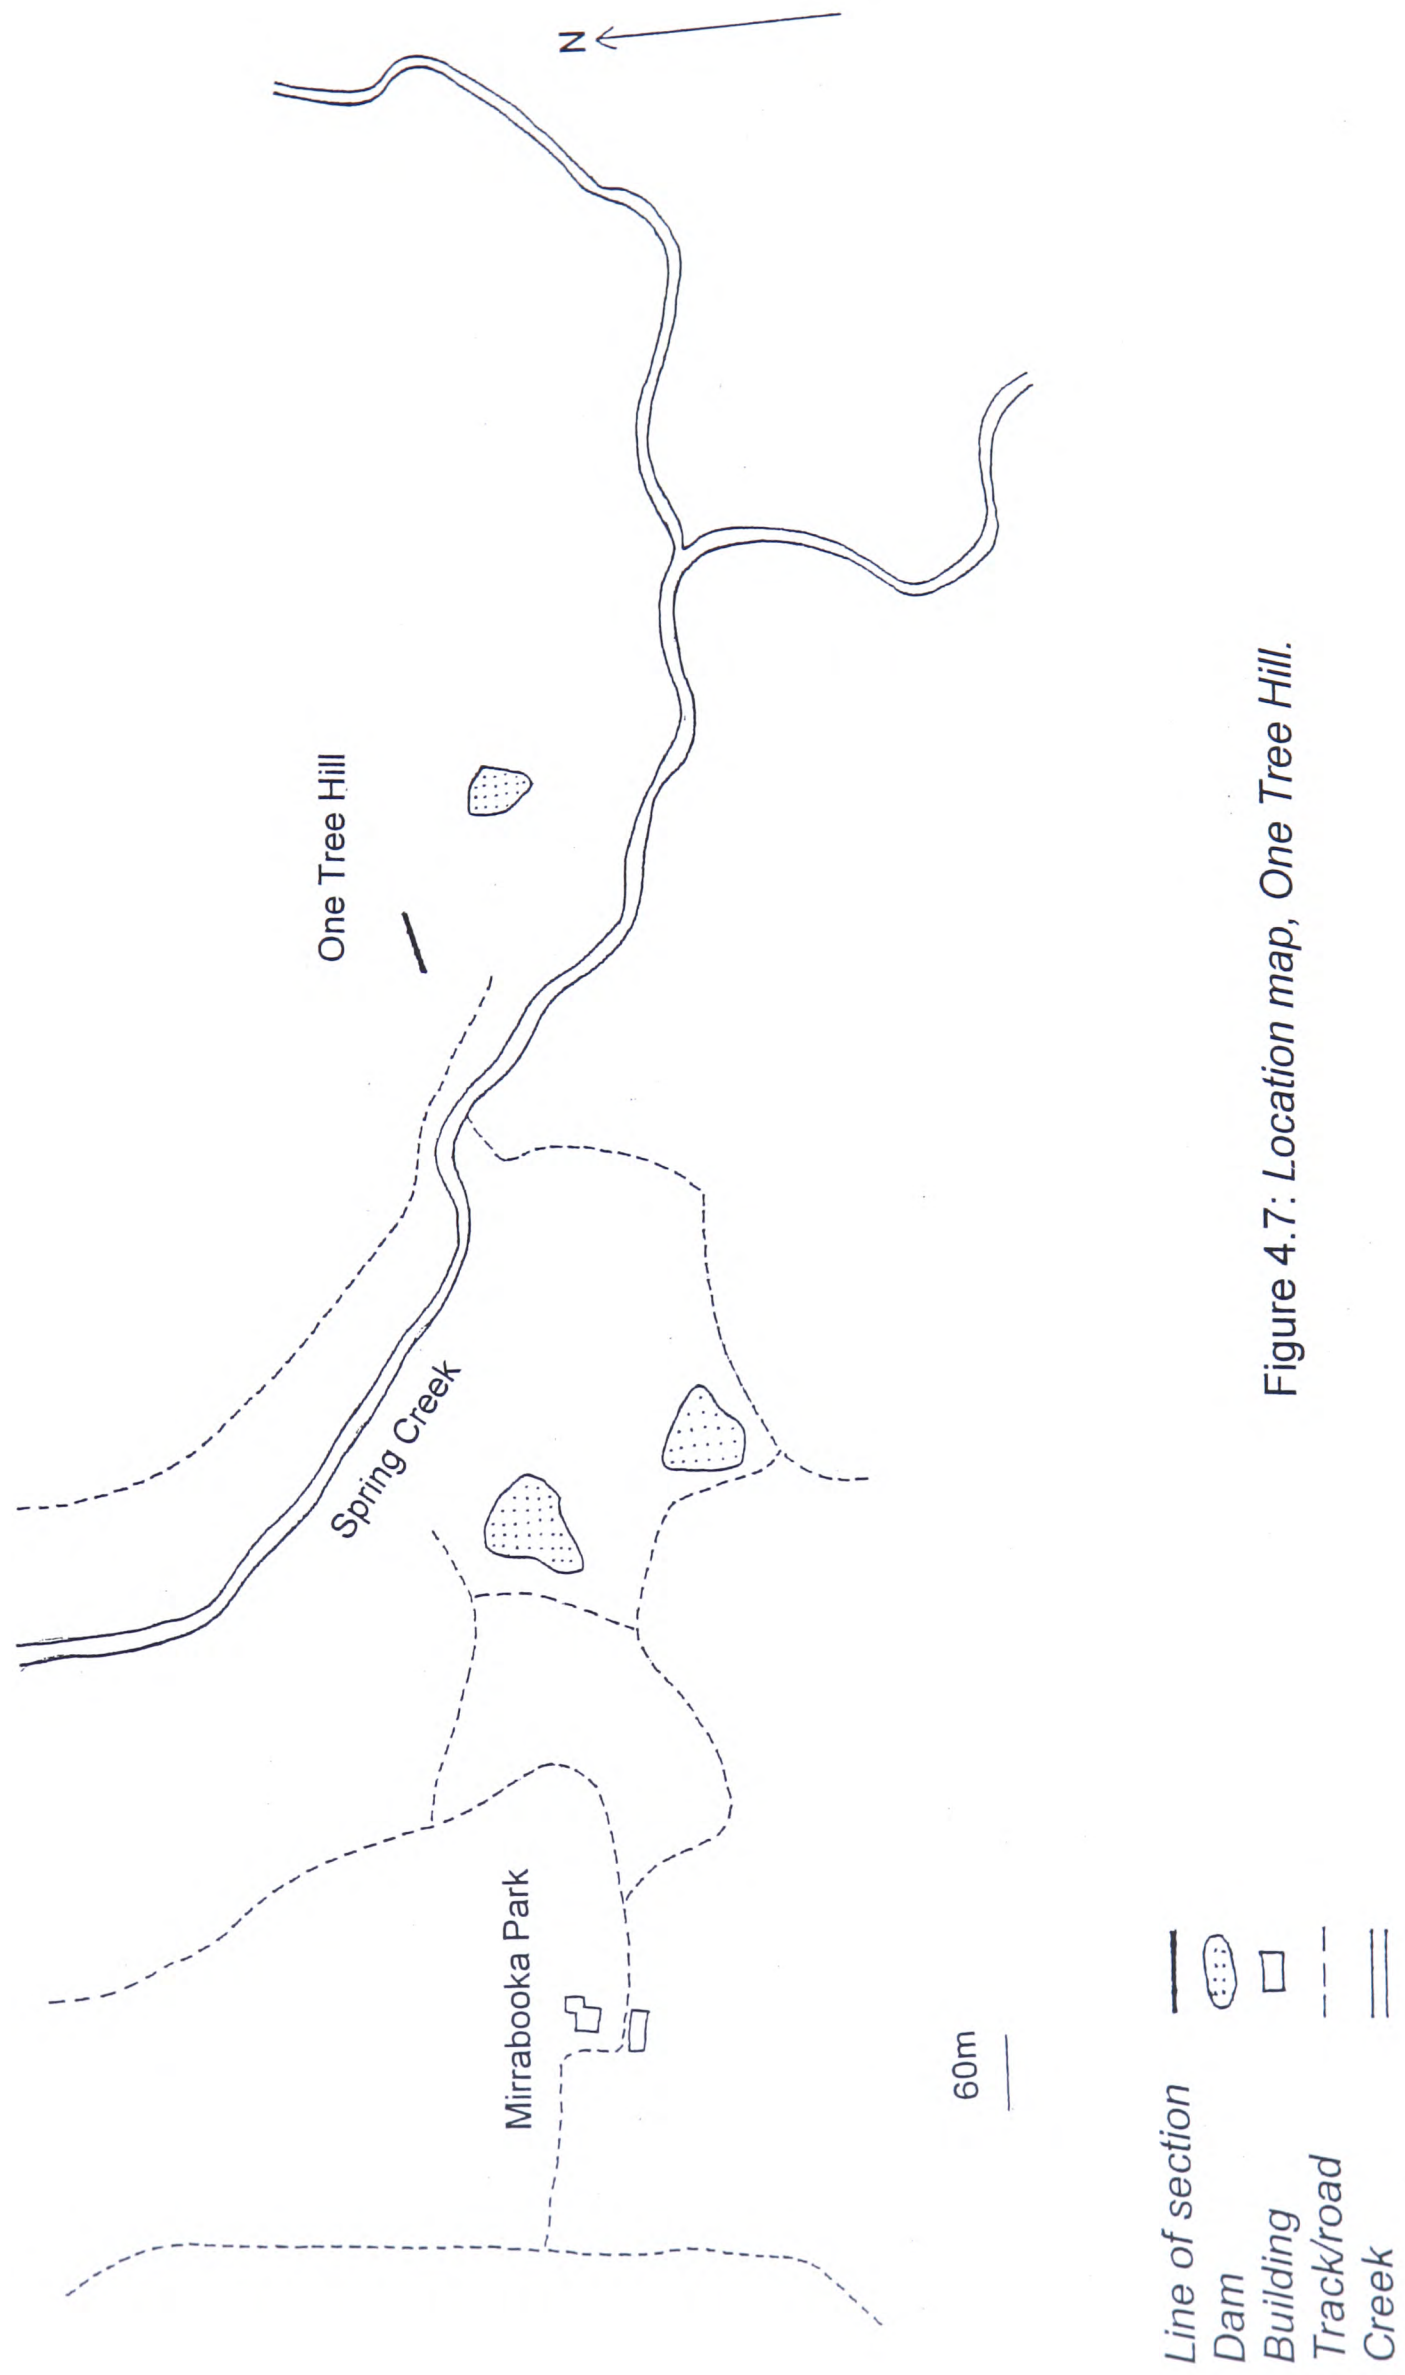 N
One Tree Hill
Spring Creek
Mirrabooka Park
60m
Line of section
Dam
Building
Track/road
Creek
Figure 4.7: Location map, One Tree Hill.